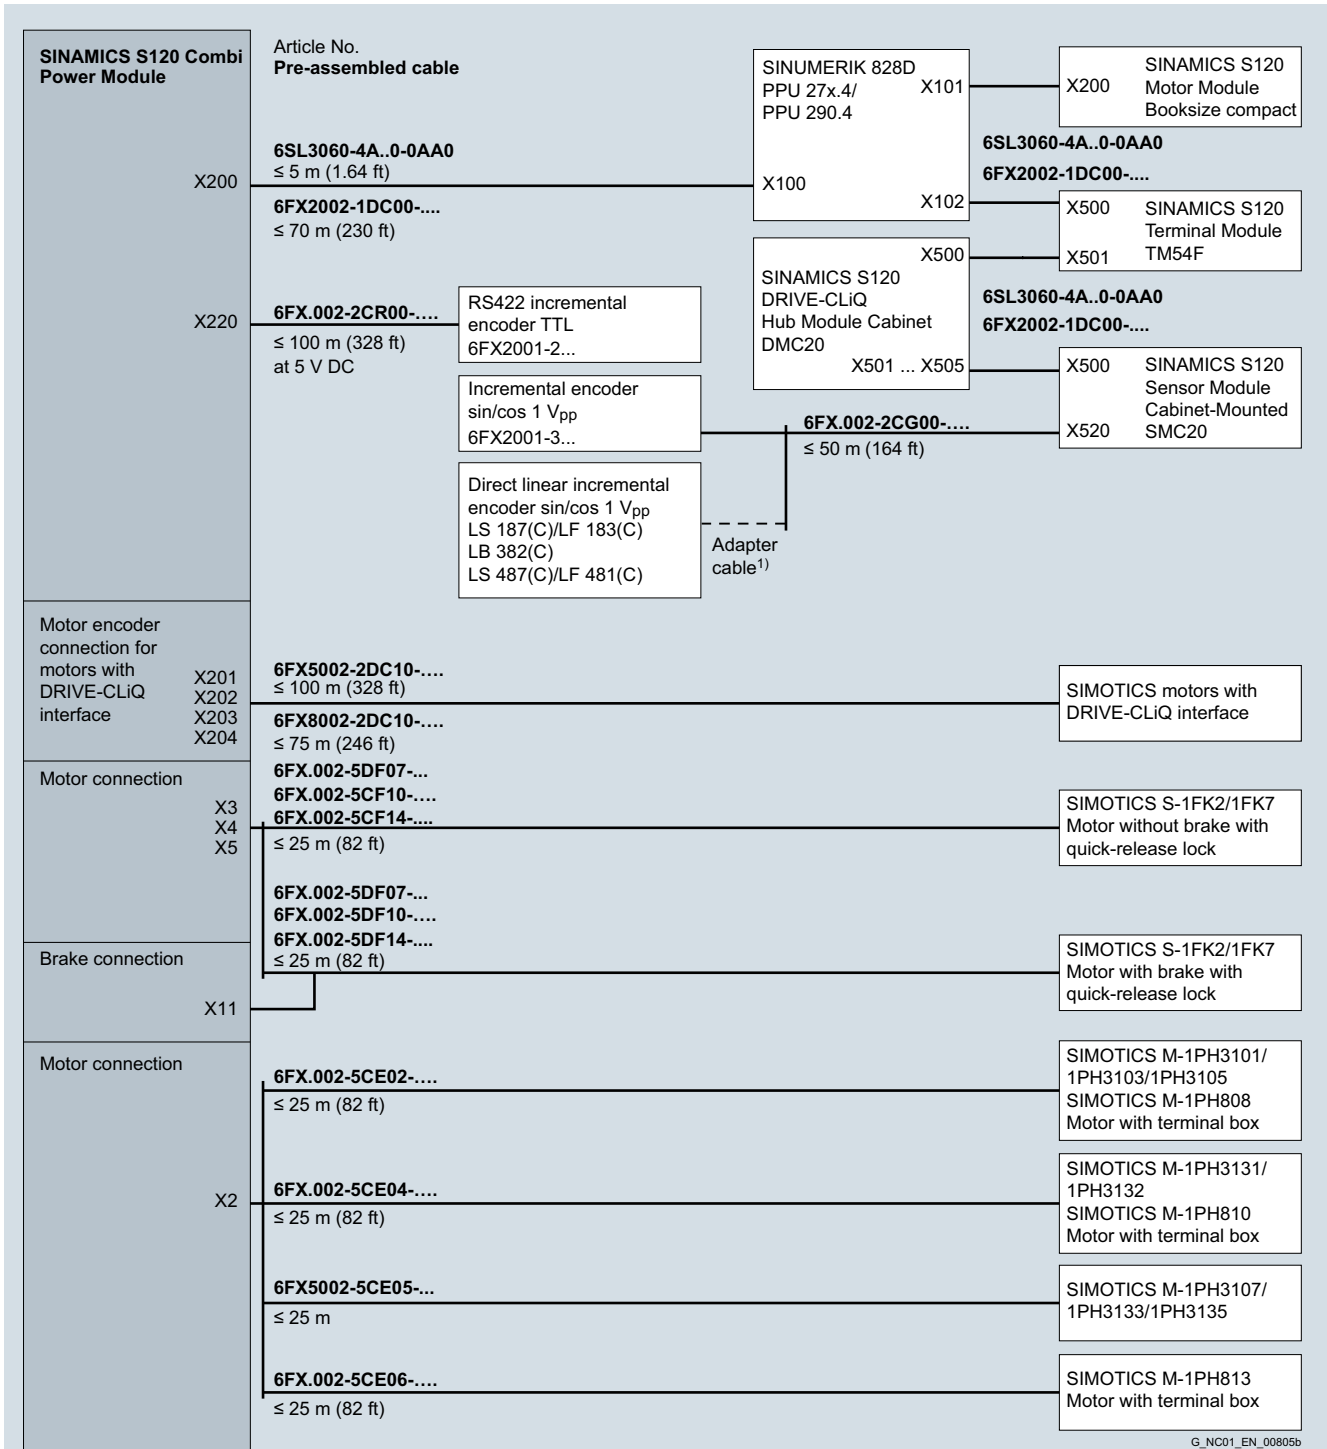 SINAMICS S120 Combi
Power Module
Article No.
Pre-assembled cable
SINUMERIK 828D
PPU 27x.4/
PPU 290.4
X101
X100
X102
X200
SINAMICS S120
Motor Module
Booksize compact
6SL3060-4A..0-0AA0
≤ 5 m (1.64 ft)
X200
6FX2002-1DC00-....
≤ 70 m (230 ft)
6SL3060-4A..0-0AA0
6FX2002-1DC00-....
X500
X501
SINAMICS S120
Terminal Module
TM54F
X500
SINAMICS S120
DRIVE-CLiQ
Hub Module Cabinet
DMC20
X501 ... X505
6SL3060-4A..0-0AA0
6FX2002-1DC00-....
X220
6FX.002-2CR00-....
≤ 100 m (328 ft)
at 5 V DC
RS422 incremental
encoder TTL
6FX2001-2...
Incremental encoder
sin/cos 1 Vpp
6FX2001-3...
6FX.002-2CG00-....
≤ 50 m (164 ft)
X500
X520
SINAMICS S120
Sensor Module
Cabinet-Mounted
SMC20
Direct linear incremental
encoder sin/cos 1 Vpp
LS 187(C)/LF 183(C)
LB 382(C)
LS 487(C)/LF 481(C)
Adapter
cable1)
Motor encoder
connection for
motors with
DRIVE-CLiQ
interface
X201
X202
X203
X204
6FX5002-2DC10-....
≤ 100 m (328 ft)
6FX8002-2DC10-....
≤ 75 m (246 ft)
SIMOTICS motors with
DRIVE-CLiQ interface
Motor connection
X3
X4
X5
6FX.002-5DF07-...
6FX.002-5CF10-....
6FX.002-5CF14-....
≤ 25 m (82 ft)
SIMOTICS S-1FK2/1FK7
Motor without brake with
quick-release lock
6FX.002-5DF07-...
6FX.002-5DF10-....
6FX.002-5DF14-....
≤ 25 m (82 ft)
Brake connection
X11
SIMOTICS S-1FK2/1FK7
Motor with brake with
quick-release lock
Motor connection
X2
6FX.002-5CE02-....
≤ 25 m (82 ft)
SIMOTICS M-1PH3101/
1PH3103/1PH3105
SIMOTICS M-1PH808
Motor with terminal box
6FX.002-5CE04-....
≤ 25 m (82 ft)
SIMOTICS M-1PH3131/
1PH3132
SIMOTICS M-1PH810
Motor with terminal box
6FX5002-5CE05-...
≤ 25 m
SIMOTICS M-1PH3107/
1PH3133/1PH3135
6FX.002-5CE06-....
≤ 25 m (82 ft)
SIMOTICS M-1PH813
Motor with terminal box
G_NC01_EN_00805b